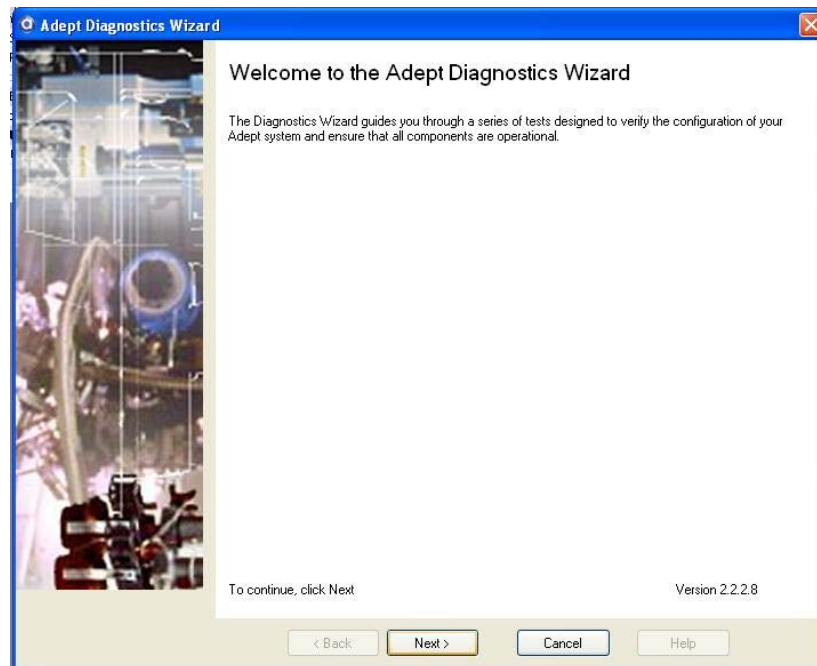 Adept Diagnostics Wizard
Welcome to the Adept Diagnostics Wizard
The Diagnostics Wizard guides you through a series of tests designed to verify the configuration of your
Adept system and ensure that all components are operational.
To continue, click Next
Version 2.2.2.8
< Back
Next >
Cancel
Help